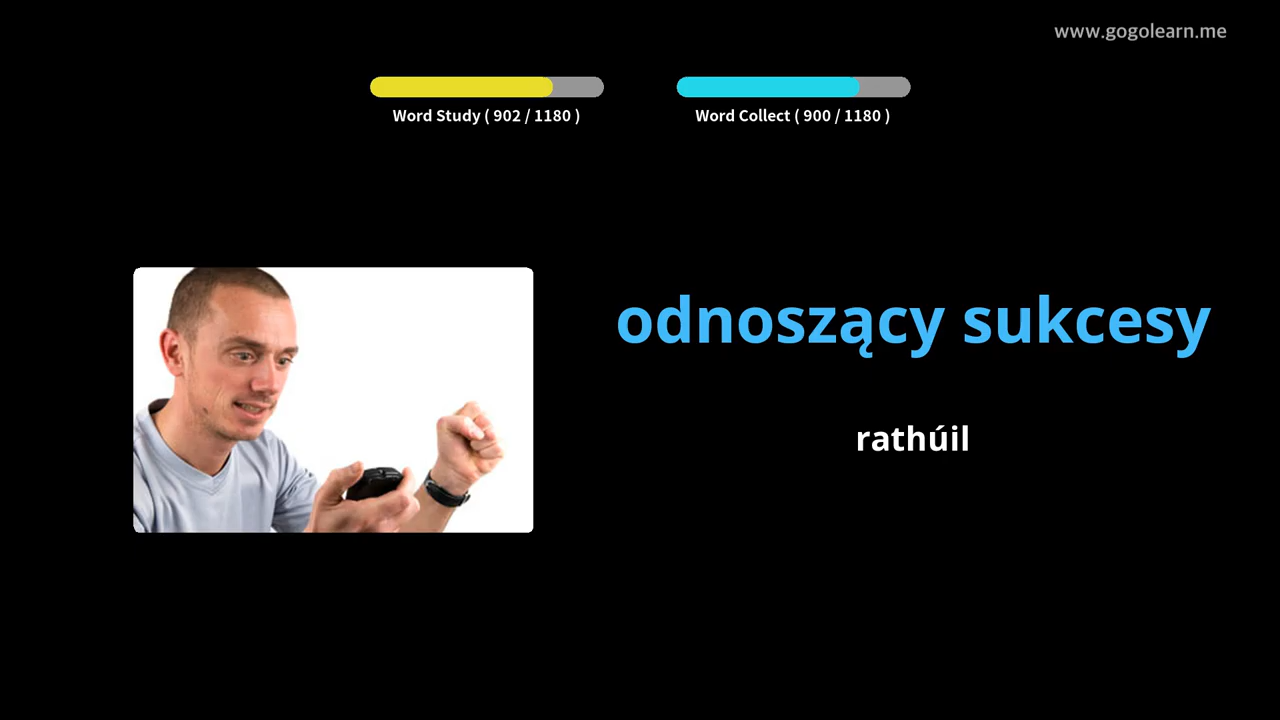 www.gogolearn.me
Word Study ( 902 / 1180 )
Word Collect ( 900 / 1180 )
odnoszący sukcesy
rathúil